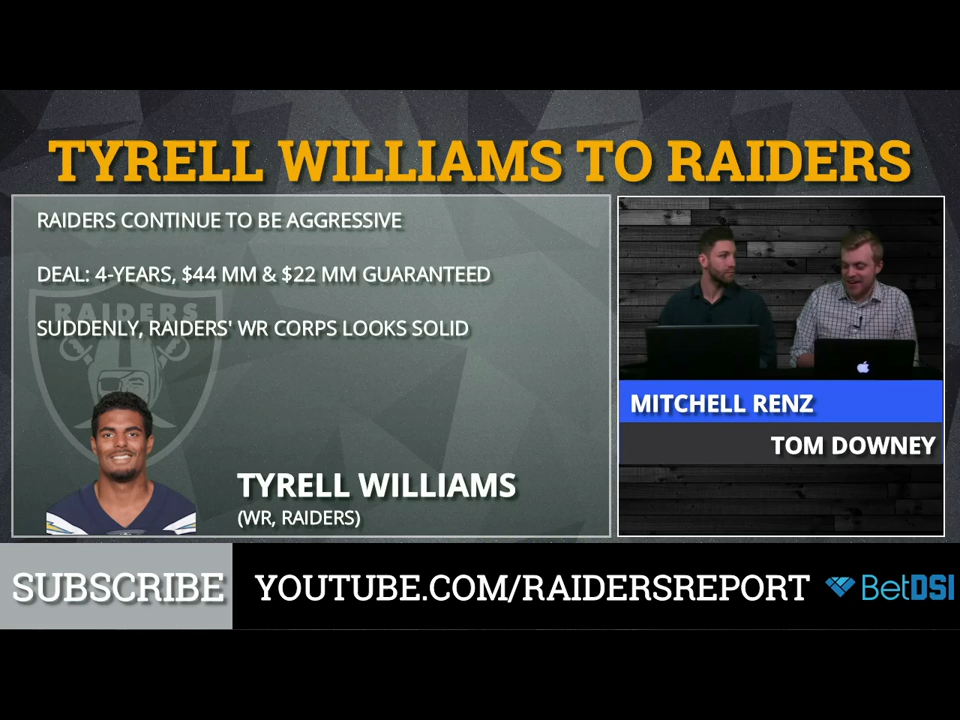 TYRELL WILLIAMS TO RAIDERS
RAIDERS CONTINUE TO BE AGGRESSIVE
DEAL: 4-YEARS, $44 MM & $22 MM GUARANTEED
RAIDERS
SUDDENLY, RAIDERS' WR CORPS LOOKS SOLID
TYRELL WILLIAMS
(WR, RAIDERS)
MITCHELL RENZ
TOM DOWNEY
SUBSCRIBE
YOUTUBE.COM/RAIDERSREPORT
BetDSI